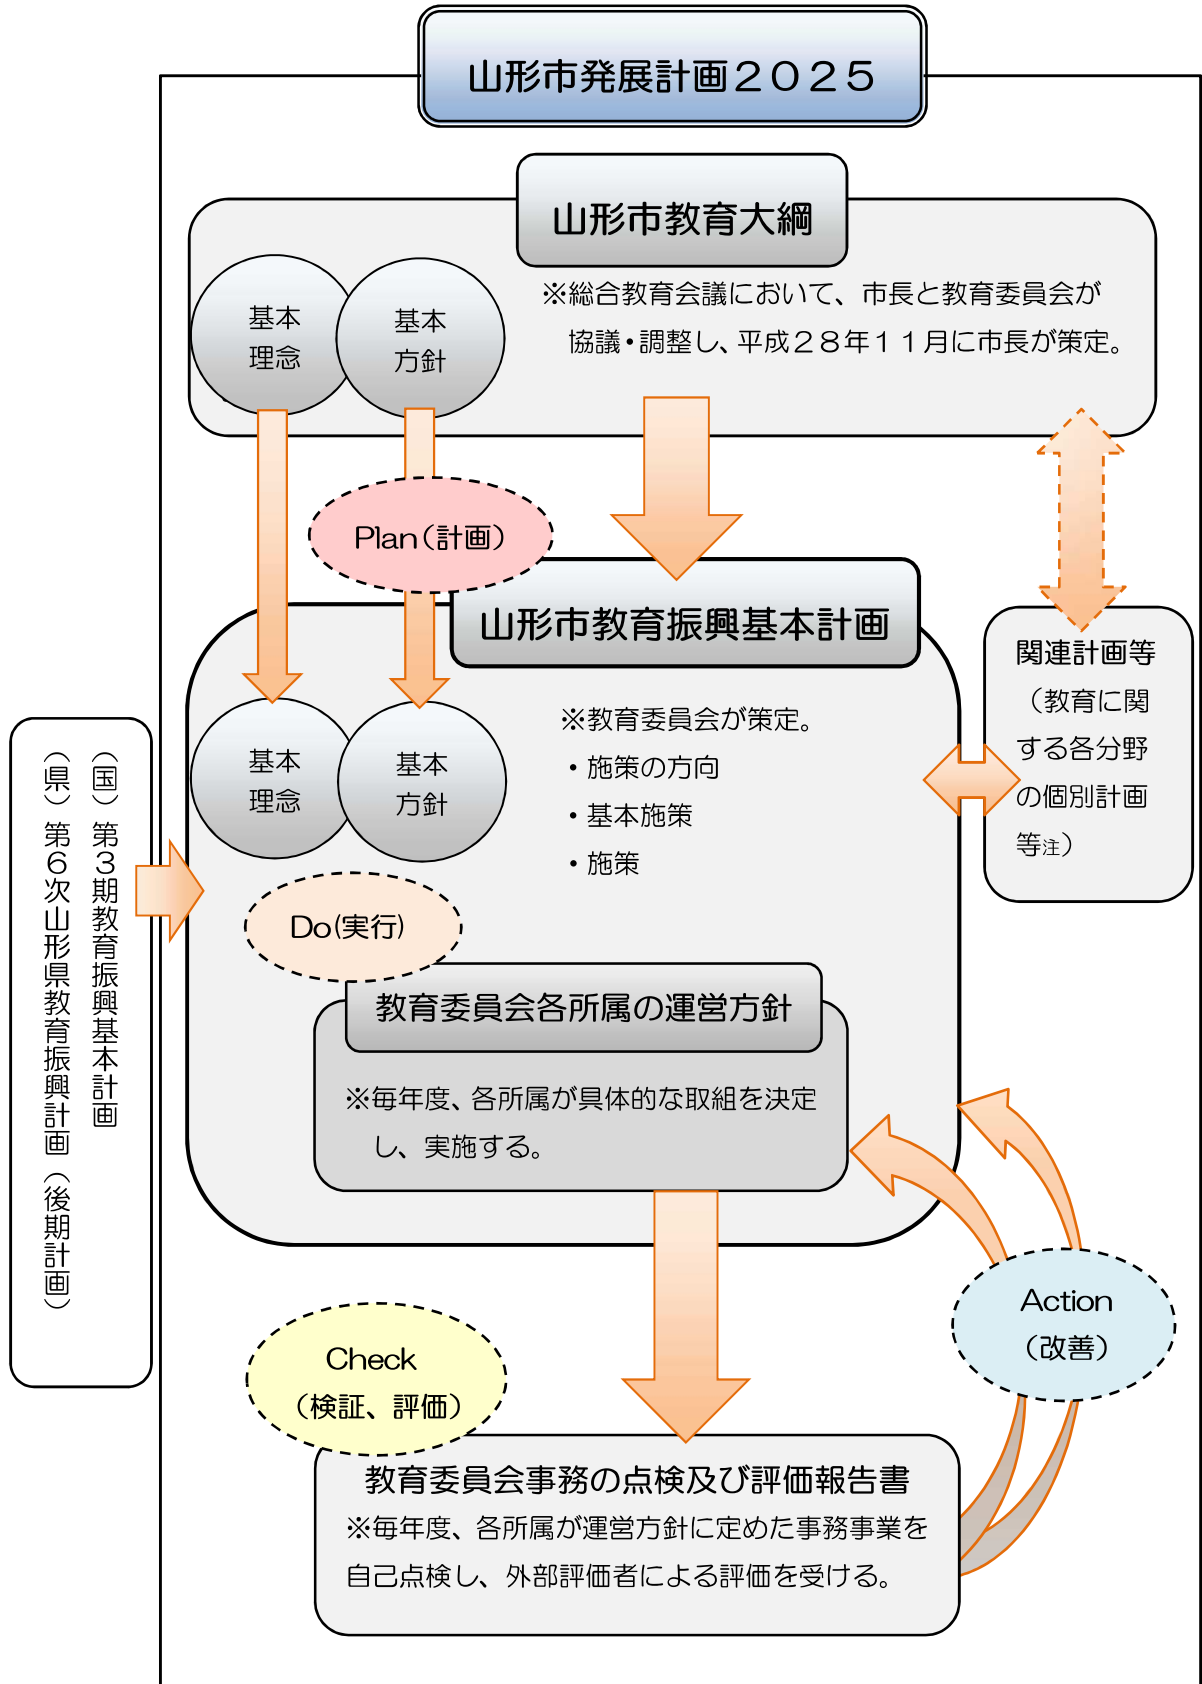 山形市発展計画２０２５
山形市教育大綱
基本
理念
基本
方針
※総合教育会議において、市長と教育委員会が
協議・調整し、平成２８年１１月に市長が策定。
Plan（計画）
山形市教育振興基本計画
関連計画等
（教育に関
する各分野
の個別計画
等注）
基本
理念
基本
方針
※教育委員会が策定。
・施策の方向
・基本施策
・施策
（国）第３期教育振興基本計画
（県）第６次山形県教育振興計画（後期計画）
Do(実行)
教育委員会各所属の運営方針
※毎年度、各所属が具体的な取組を決定
し、実施する。
Action
（改善）
Check
（検証、評価）
教育委員会事務の点検及び評価報告書
※毎年度、各所属が運営方針に定めた事務事業を
自己点検し、外部評価者による評価を受ける。